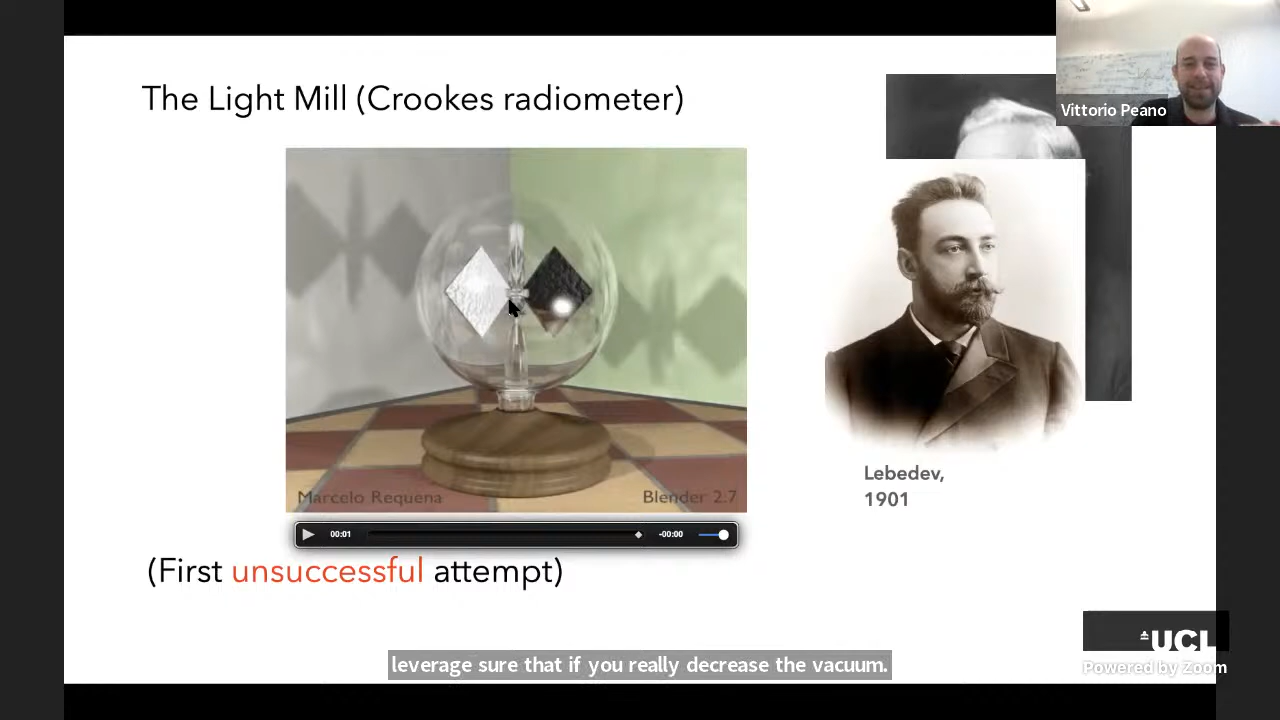 The Light Mill (Crookes radiometer)
Vittorio Peano
Marcelo Requena
Blender 2.7
00:01
-00:00
Lebedev,
1901
(First unsuccessful attempt)
UCL
Powered by Zoom
leverage sure that if you really decrease the vacuum.